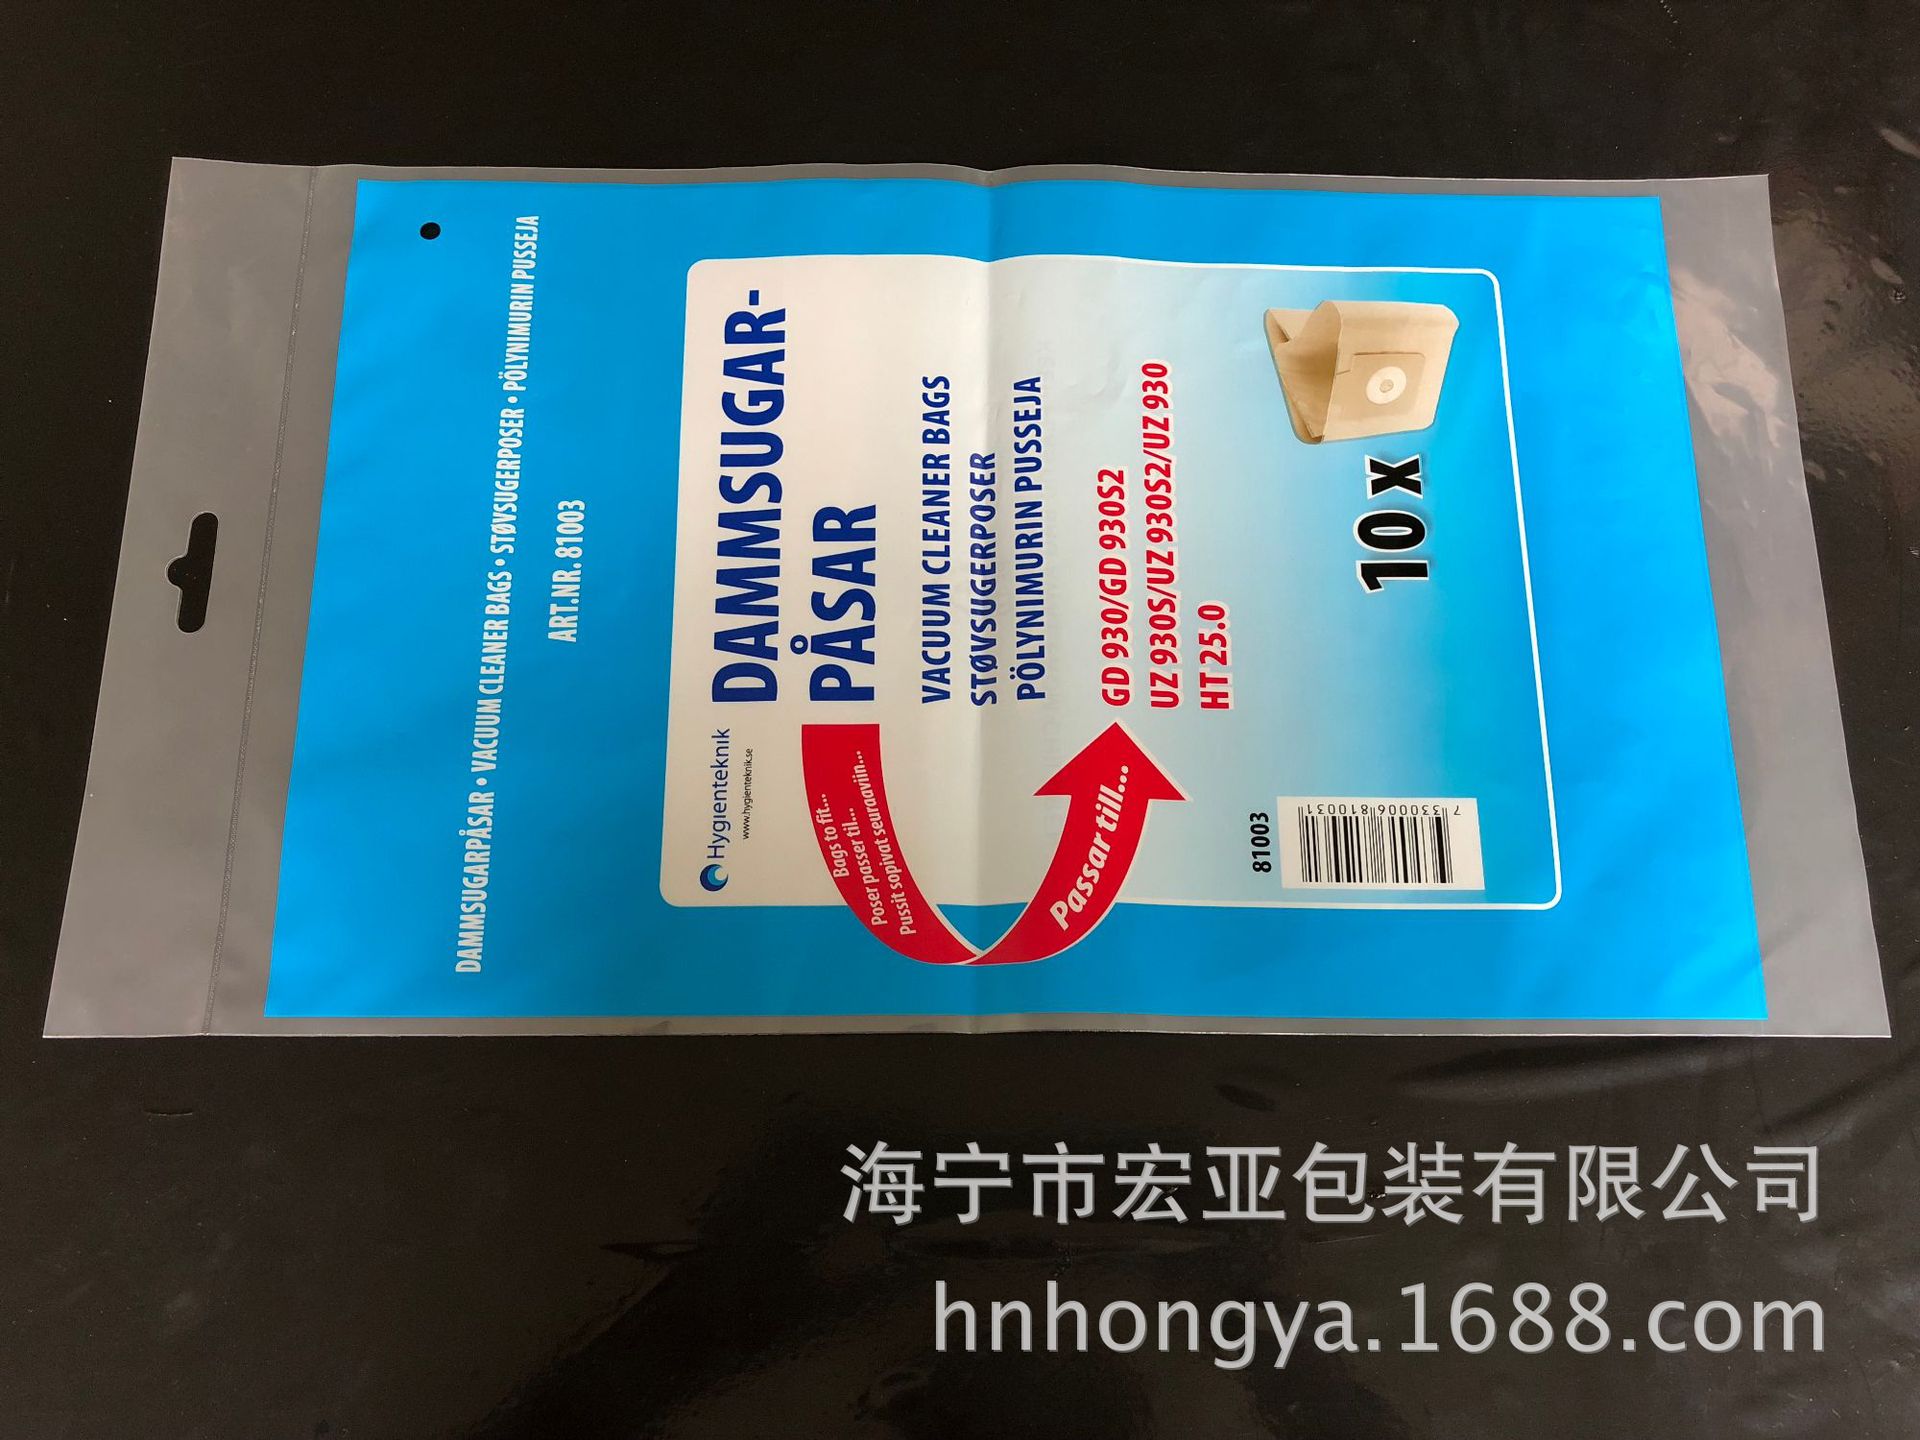 DAMMSUGARPÅSAR • VACUUM CLEANER BAGS • STØVSUGERPOSER • PÖLYNIMURIN PUSSEJA
ART.NR. 81003
Hygienteknik
www.hygienteknik.se
DAMMSUGAR-
PÅSAR
Bags to fit...
Poser passer til...
Pussit sopivat seuraaviin...
VACUUM CLEANER BAGS
STØVSUGERPOSER
PÖLYNIMURIN PUSSEJA
Passar till...
GD 930/GD 930S2
UZ 930S/UZ 930S2/UZ 930
HT 25.0
81003
7330006810031
10 x
海宁市宏亚包装有限公司
hnhongya.1688.com